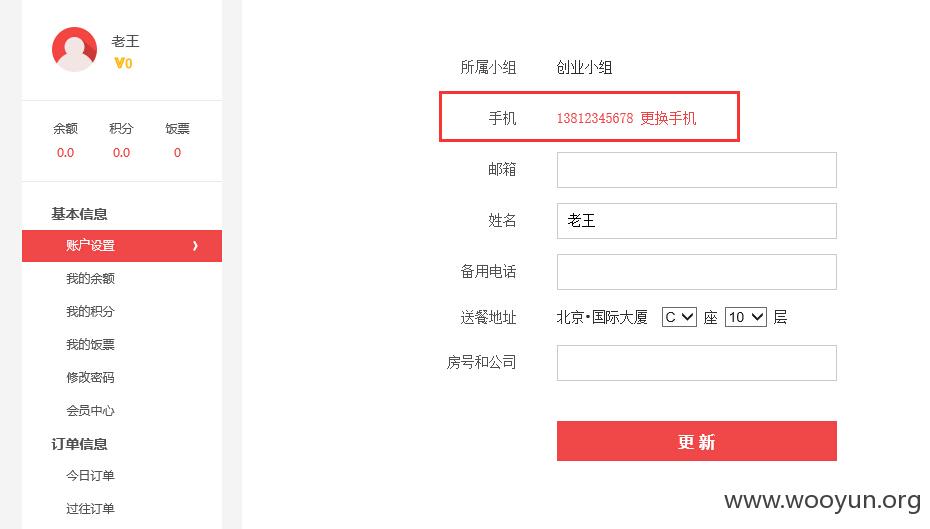 老王
V0
余额 积分 饭票
0.0 0.0 0
基本信息
账户设置 ›
我的余额
我的积分
我的饭票
修改密码
会员中心
订单信息
今日订单
过往订单
所属小组 创业小组
手机 13812345678 更换手机
邮箱
姓名 老王
备用电话
送餐地址 北京·国际大厦 C 座 10 层
房号和公司
更新
www.wooyun.org